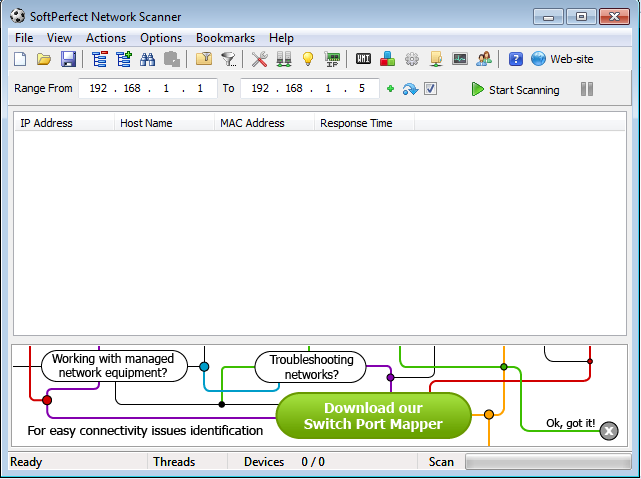 SoftPerfect Network Scanner
File View Actions Options Bookmarks Help
IP WMI ? Web-site
Range From 192 . 168 . 1 . 1 To 192 . 168 . 1 . 5 Start Scanning
IP Address Host Name MAC Address Response Time
Working with managed
network equipment?
Troubleshooting
networks?
Download our
Switch Port Mapper
Ok, got it!
For easy connectivity issues identification
Ready Threads Devices 0 / 0 Scan